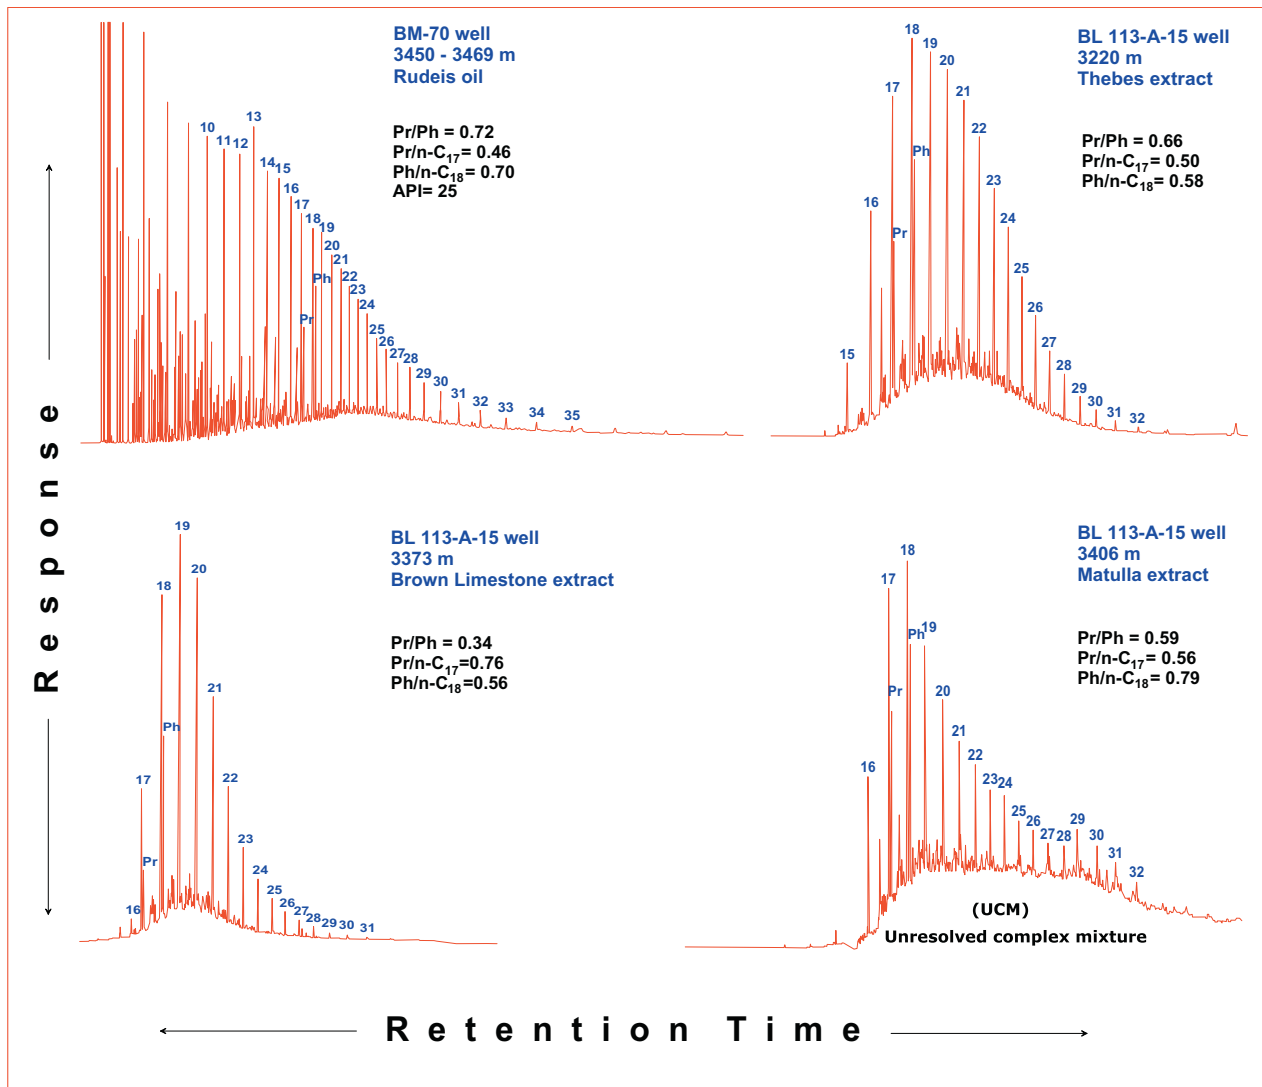 BM-70 well
3450 - 3469 m
Rudeis oil
Pr/Ph = 0.72
Pr/n-C₁₇= 0.46
Ph/n-C₁₈= 0.70
API= 25
10
11
12
13
14
15
16
17
18
19
20
21
22
23
24
25
26
27
28
29
30
31
32
33
34
35
Pr
Ph
BL 113-A-15 well
3220 m
Thebes extract
Pr/Ph = 0.66
Pr/n-C₁₇= 0.50
Ph/n-C₁₈= 0.58
15
16
17
Pr
18
Ph
19
20
21
22
23
24
25
26
27
28
29
30
31
32
BL 113-A-15 well
3373 m
Brown Limestone extract
Pr/Ph = 0.34
Pr/n-C₁₇=0.76
Ph/n-C₁₈=0.56
16
17
Pr
18
Ph
19
20
21
22
23
24
25
26
27
28
29
30
31
BL 113-A-15 well
3406 m
Matulla extract
Pr/Ph = 0.59
Pr/n-C₁₇= 0.56
Ph/n-C₁₈= 0.79
16
17
Pr
18
Ph
19
20
21
22
23
24
25
26
27
28
29
30
31
32
(UCM)
Unresolved complex mixture
Response
Retention Time